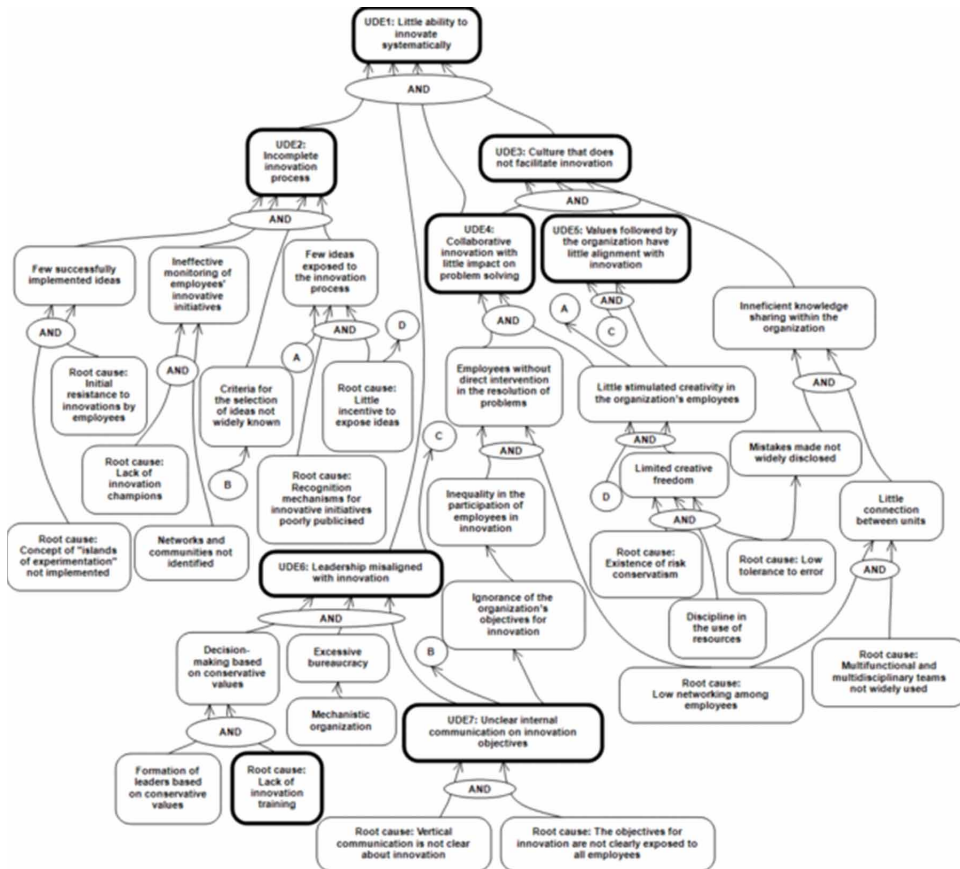 UDE1: Little ability to
innovate
systematically
AND
UDE2:
Incomplete
innovation
process
UDE3: Culture that does
not facilitate innovation
AND
AND
UDE4:
Collaborative
innovation with
little impact on
problem solving
UDE5: Values followed by
the organization have
little alignment with
innovation
Few successfully
implemented ideas
Ineffective
monitoring of
employees'
innovative
initiatives
Few ideas
exposed to
the innovation
process
Innefficient knowledge
sharing within the
organization
AND
AND
D
A
AND
C
AND
A
AND
Root cause:
Initial
resistance to
innovations by
employees
Criteria for
the selection
of ideas not
widely known
Root cause:
Little
incentive to
expose ideas
Employees without
direct intervention
in the resolution of
problems
Little stimulated creativity in
the organization's employees
AND
Root cause:
Lack of
innovation
champions
B
C
AND
AND
Mistakes made not
widely disclosed
Root cause:
Recognition
mechanisms for
innovative initiatives
poorly publicised
Inequality in the
participation of
employees in
innovation
D
Limited creative
freedom
Little
connection
between units
AND
Root cause:
Concept of "islands
of experimentation"
not implemented
Networks and
communities not
identified
Root cause:
Existence of risk
conservatism
Root cause: Low
tolerance to error
AND
UDE6: Leadership misaligned
with innovation
Ignorance of the
organization's
objectives for
innovation
Discipline in
the use of
resources
AND
Decision-
making based
on conservative
values
Excessive
bureaucracy
B
Root cause:
Low networking among
employees
Root cause:
Multifunctional and
multidisciplinary teams
not widely used
Mechanistic
organization
UDE7: Unclear internal
communication on innovation
objectives
AND
Formation of
leaders based
on conservative
values
Root cause:
Lack of
innovation
training
AND
Root cause: Vertical
communication is not clear
about innovation
Root cause: The objectives for
innovation are not clearly exposed to
all employees